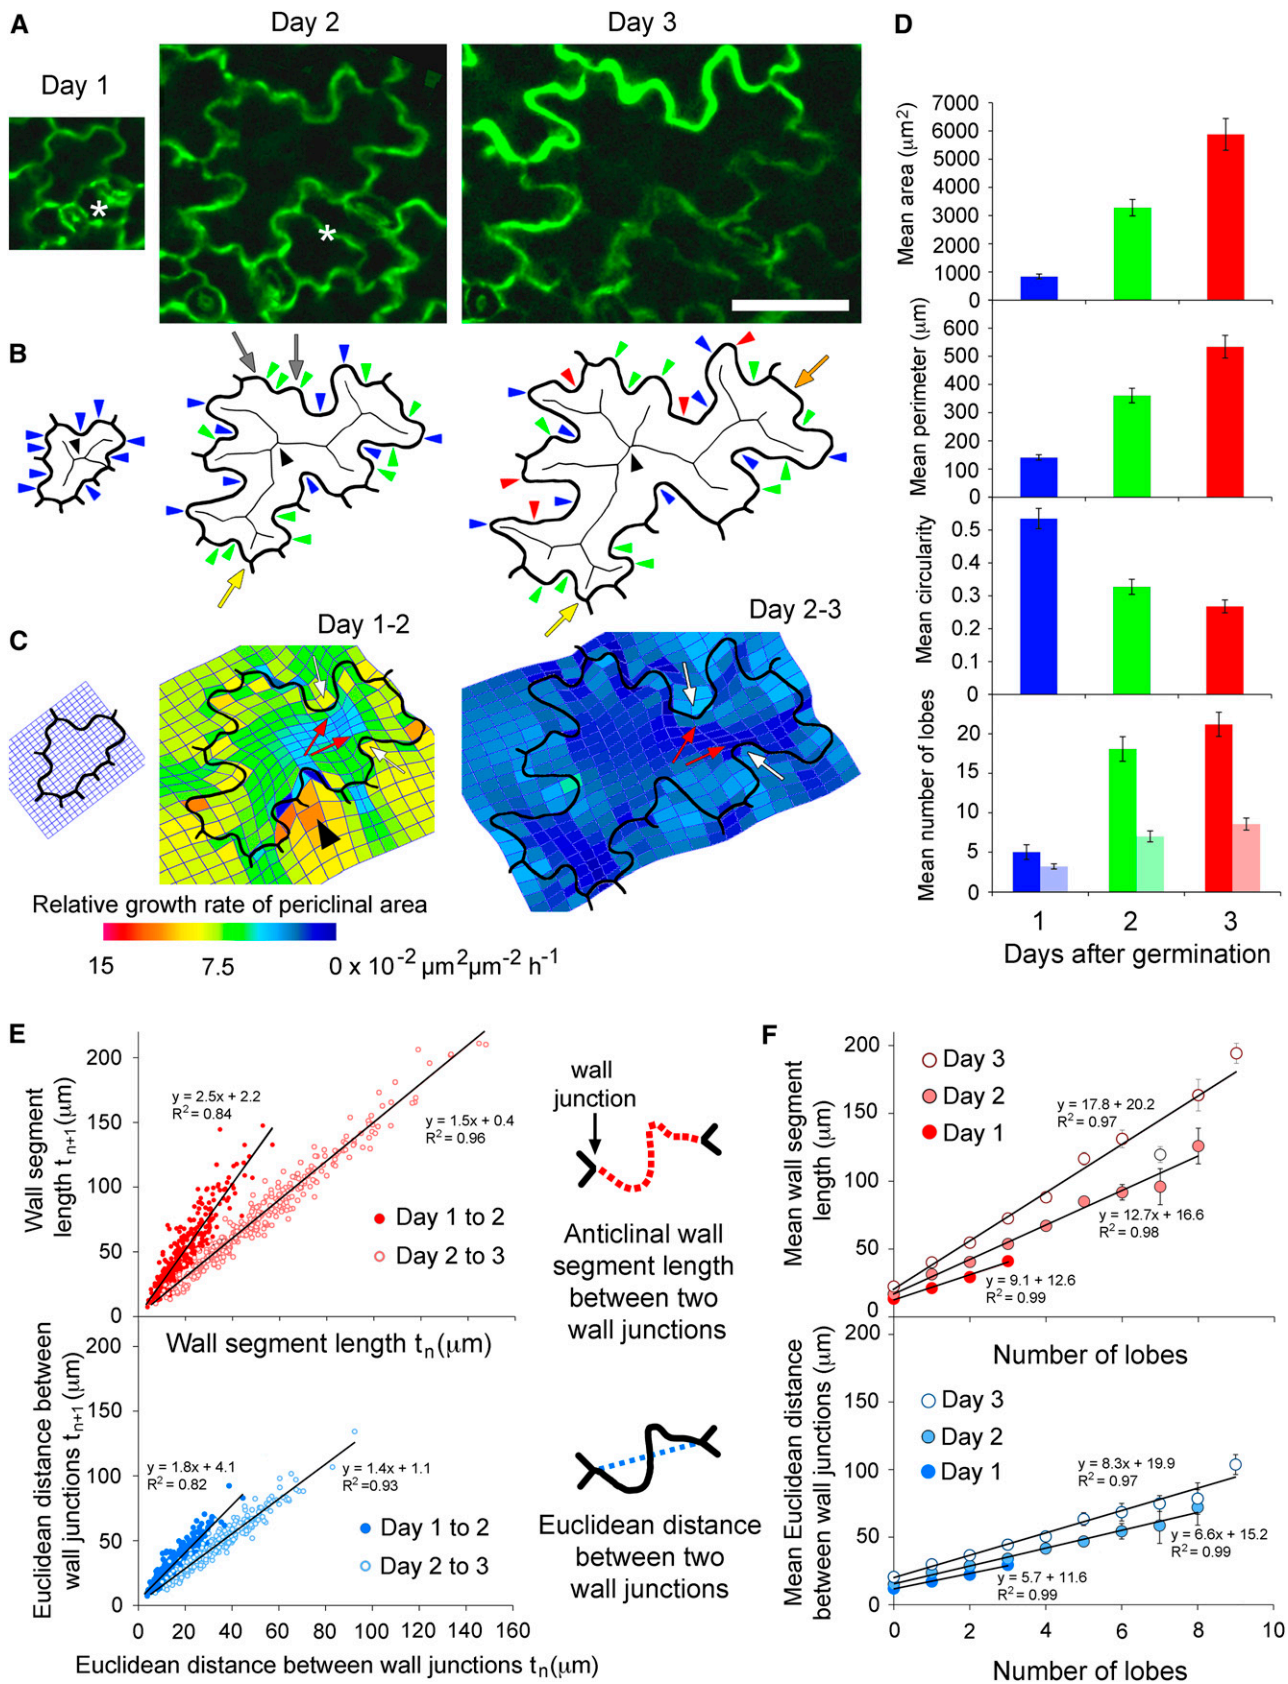 A
Day 1
Day 2
Day 3
*
*
B
C
Day 1-2
Day 2-3
Relative growth rate of periclinal area
15
7.5
0 x 10⁻² µm²µm⁻² h⁻¹
D
Mean area (µm²)
7000
6000
5000
4000
3000
2000
1000
0
Mean perimeter (µm)
600
500
400
300
200
100
0
Mean circularity
0.5
0.4
0.3
0.2
0.1
0
Mean number of lobes
20
15
10
5
0
1
2
3
Days after germination
E
Wall segment
length tn+1 (µm)
200
150
100
50
0
y = 2.5x + 2.2
R² = 0.84
y = 1.5x + 0.4
R² = 0.96
Day 1 to 2
Day 2 to 3
Wall segment length tn (µm)
wall
junction
Anticlinal wall
segment length
between two
wall junctions
Euclidean distance between
wall junctions tn+1 (µm)
200
150
100
50
0
y = 1.8x + 4.1
R² = 0.82
y = 1.4x + 1.1
R² =0.93
Day 1 to 2
Day 2 to 3
0
20
40
60
80
100
120
140
160
Euclidean distance between wall junctions tn (µm)
Euclidean distance
between two
wall junctions
F
Mean wall segment
length (µm)
200
150
100
50
0
Day 3
Day 2
Day 1
y = 17.8 + 20.2
R² = 0.97
y = 12.7x + 16.6
R² = 0.98
y = 9.1 + 12.6
R² = 0.99
Number of lobes
Mean Euclidean distance
between wall junctions (µm)
200
150
100
50
0
Day 3
Day 2
Day 1
y = 8.3x + 19.9
R² = 0.97
y = 6.6x + 15.2
R² = 0.99
y = 5.7 + 11.6
R² = 0.99
0
2
4
6
8
10
Number of lobes